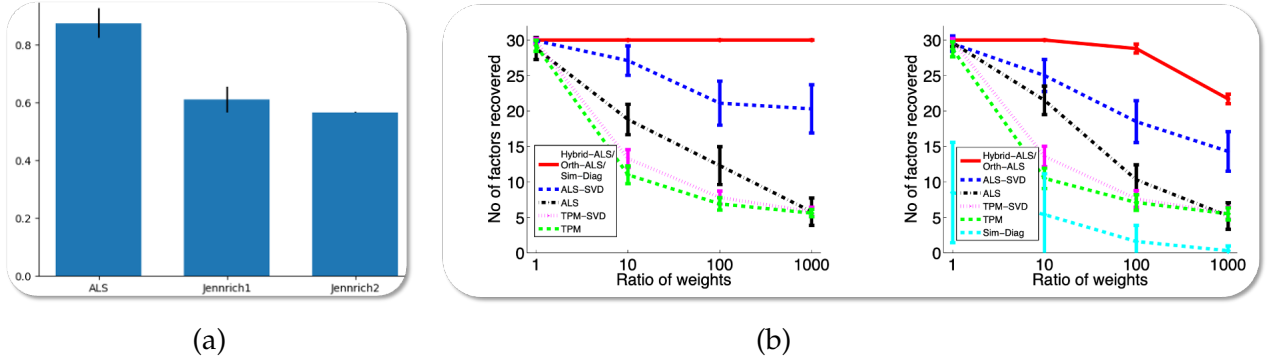 0.8
0.6
0.4
0.2
0.0
ALS
Jennrich1
Jennrich2
(a)
No of factors recovered
30
25
20
15
10
5
0
Hybrid-ALS/
Orth-ALS/
Sim-Diag
ALS-SVD
ALS
TPM-SVD
TPM
1
10
100
1000
Ratio of weights
No of factors recovered
30
25
20
15
10
5
0
Hybrid-ALS/
Orth-ALS
ALS-SVD
ALS
TPM-SVD
TPM
Sim-Diag
1
10
100
1000
Ratio of weights
(b)